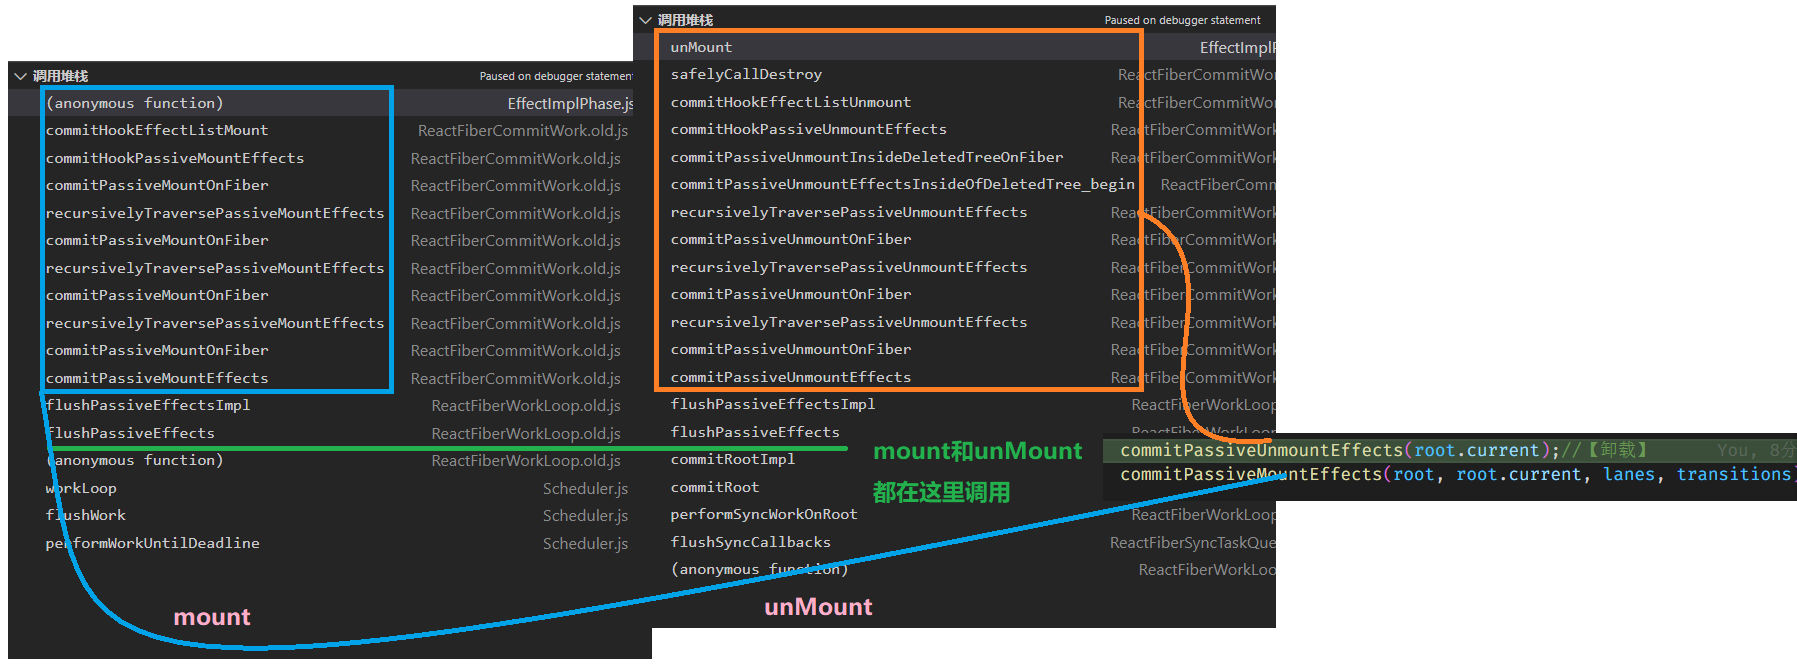 调用堆栈 Paused on debugger statement
(anonymous function) EffectImplPhase.js
commitHookEffectListMount ReactFiberCommitWork.old.js
commitHookPassiveMountEffects ReactFiberCommitWork.old.js
commitPassiveMountOnFiber ReactFiberCommitWork.old.js
recursivelyTraversePassiveMountEffects ReactFiberCommitWork.old.js
commitPassiveMountOnFiber ReactFiberCommitWork.old.js
recursivelyTraversePassiveMountEffects ReactFiberCommitWork.old.js
commitPassiveMountOnFiber ReactFiberCommitWork.old.js
recursivelyTraversePassiveMountEffects ReactFiberCommitWork.old.js
commitPassiveMountOnFiber ReactFiberCommitWork.old.js
commitPassiveMountEffects ReactFiberCommitWork.old.js
flushPassiveEffectsImpl ReactFiberWorkLoop.old.js
flushPassiveEffects ReactFiberWorkLoop.old.js
(anonymous function) ReactFiberWorkLoop.old.js
workLoop Scheduler.js
flushWork Scheduler.js
performWorkUntilDeadline Scheduler.js
mount
调用堆栈 Paused on debugger statement
unMount EffectImplP
safelyCallDestroy ReactFiberCommitWor
commitHookEffectListUnmount ReactFiberCommitWor
commitHookPassiveUnmountEffects ReactFiberCommitWork
commitPassiveUnmountInsideDeletedTreeOnFiber ReactFiberCommitWork
commitPassiveUnmountEffectsInsideOfDeletedTree_begin ReactFiberComm
recursivelyTraversePassiveUnmountEffects ReactFiberCommitWork
commitPassiveUnmountOnFiber ReactFiberCommitWork
recursivelyTraversePassiveUnmountEffects ReactFiberCommitWork
commitPassiveUnmountOnFiber ReactFiberCommitWork
recursivelyTraversePassiveUnmountEffects ReactFiberCommitWork
commitPassiveUnmountOnFiber ReactFiberCommitWork
commitPassiveUnmountEffects ReactFiberCommitWork
flushPassiveEffectsImpl ReactFiberWorkLoop
flushPassiveEffects ReactFiberWorkLoop
commitRootImpl
commitRoot
performSyncWorkOnRoot ReactFiberWorkLoop
flushSyncCallbacks ReactFiberSyncTaskQue
(anonymous function) ReactFiberWorkLoo
unMount
mount和unMount
都在这里调用
commitPassiveUnmountEffects(root.current);//【卸载】 You, 8分
commitPassiveMountEffects(root, root.current, lanes, transitions)